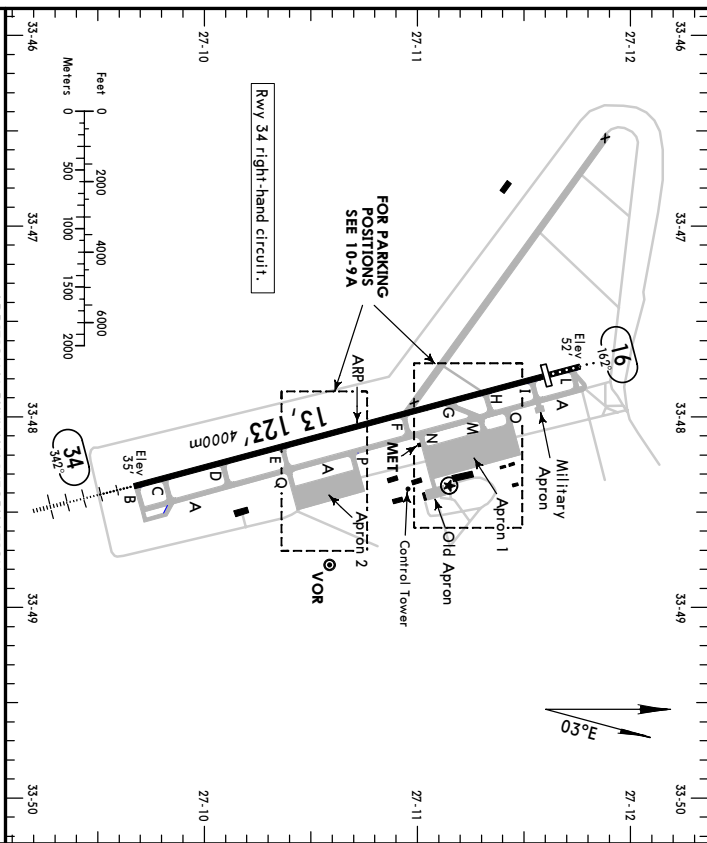 33-46
33-47
33-48
33-49
33-50
27-12
27-12
27-11
27-11
27-10
27-10
33-46
33-47
33-48
33-49
33-50
16
162°
Elev
52'
L
A
I
Military
Apron
H
O
G
M
Apron 1
F
N
Old Apron
MET
Control Tower
FOR PARKING
POSITIONS
SEE 10-9A
ARP
P
A
Apron 2
VOR
E
Q
13,123' 4000m
D
A
C
B
Elev
35'
34
342°
Rwy 34 right-hand circuit.
03°E
Feet 0 2000 4000 6000
Meters 0 500 1000 1500 2000